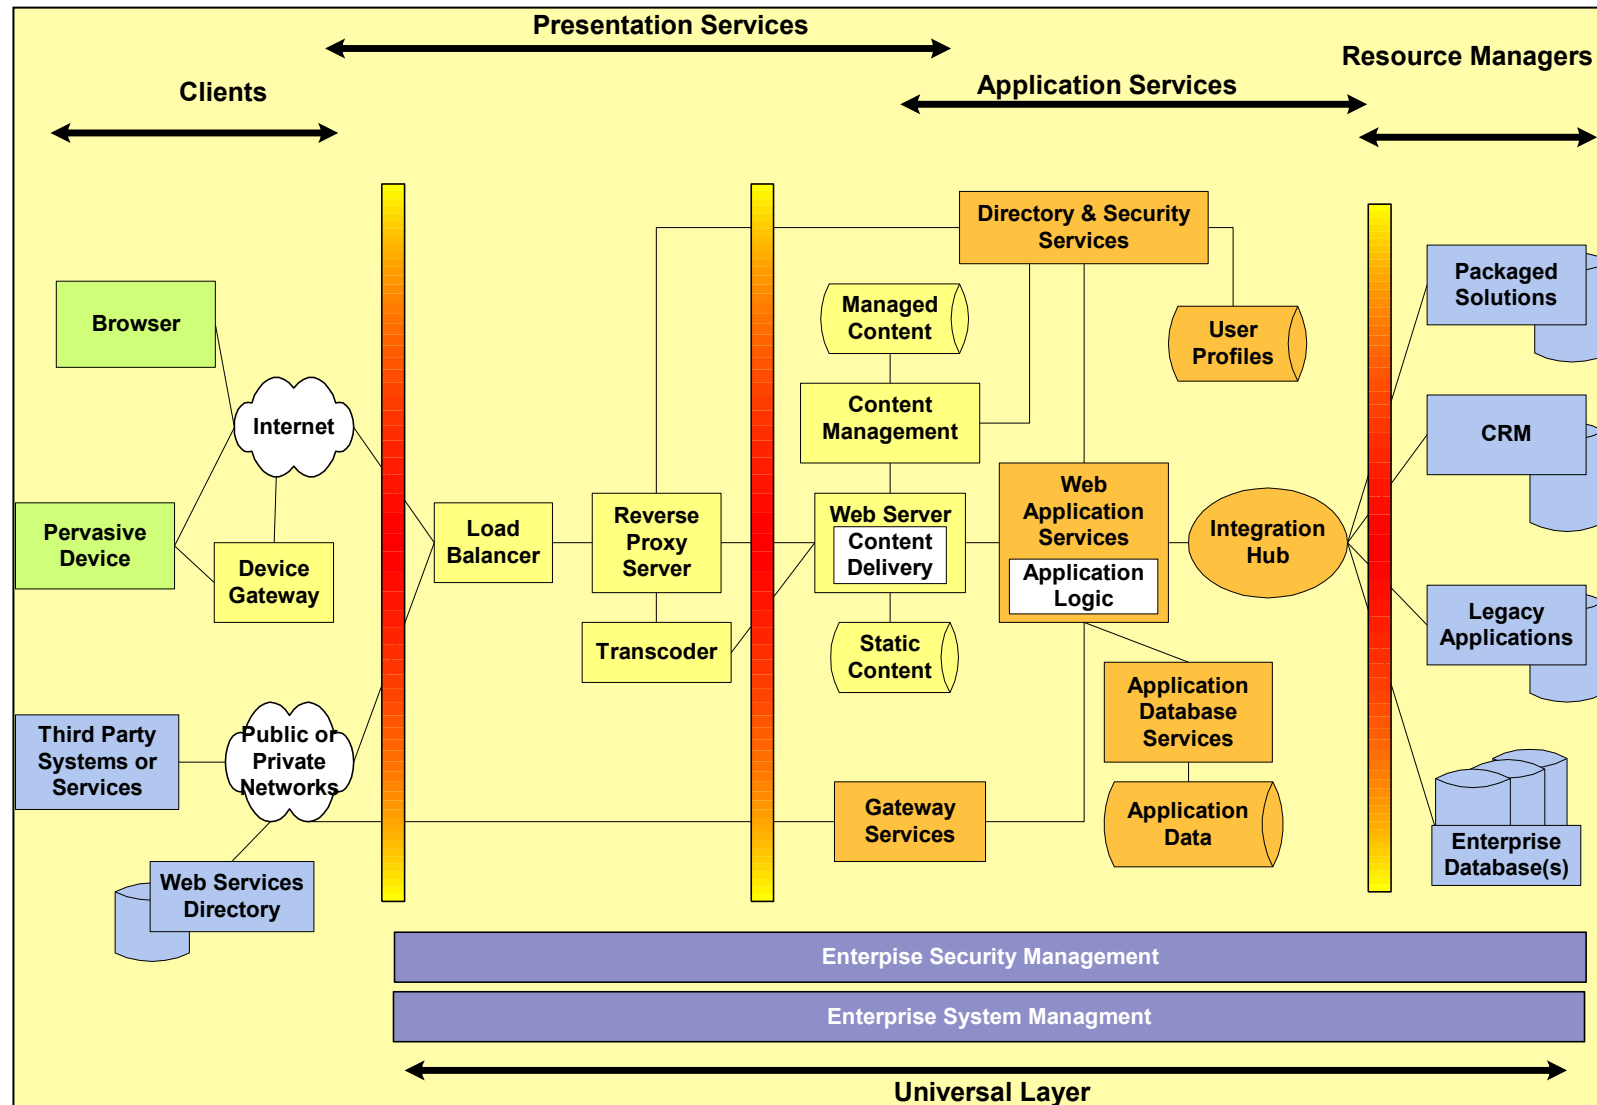 Presentation Services
Resource Managers
Clients
Application Services
Directory & Security
Services
Browser
Managed
Content
User
Profiles
Packaged
Solutions
Internet
Content
Management
CRM
Pervasive
Device
Device
Gateway
Load
Balancer
Reverse
Proxy
Server
Web Server
Content
Delivery
Web
Application
Services
Application
Logic
Integration
Hub
Transcoder
Static
Content
Legacy
Applications
Third Party
Systems or
Services
Public or
Private
Networks
Application
Database
Services
Gateway
Services
Application
Data
Enterprise
Database(s)
Web Services
Directory
Enterpise Security Management
Enterprise System Managment
Universal Layer